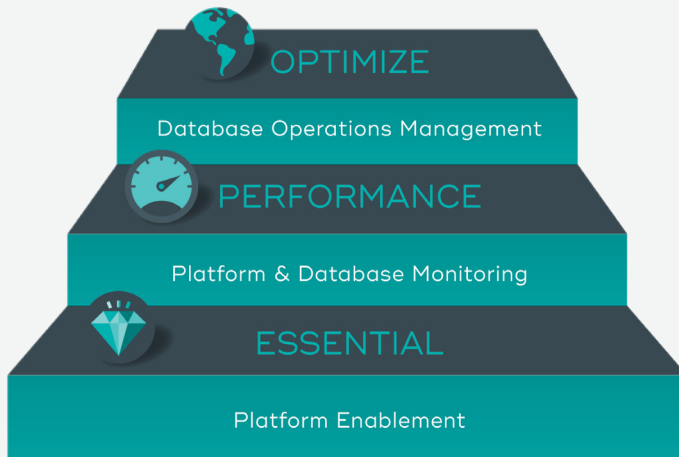 OPTIMIZE
Database Operations Management
PERFORMANCE
Platform & Database Monitoring
ESSENTIAL
Platform Enablement